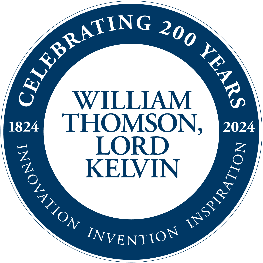 CELEBRATING 200 YEARS
1824
WILLIAM
THOMSON,
LORD
KELVIN
2024
INNOVATION INVENTION INSPIRATION